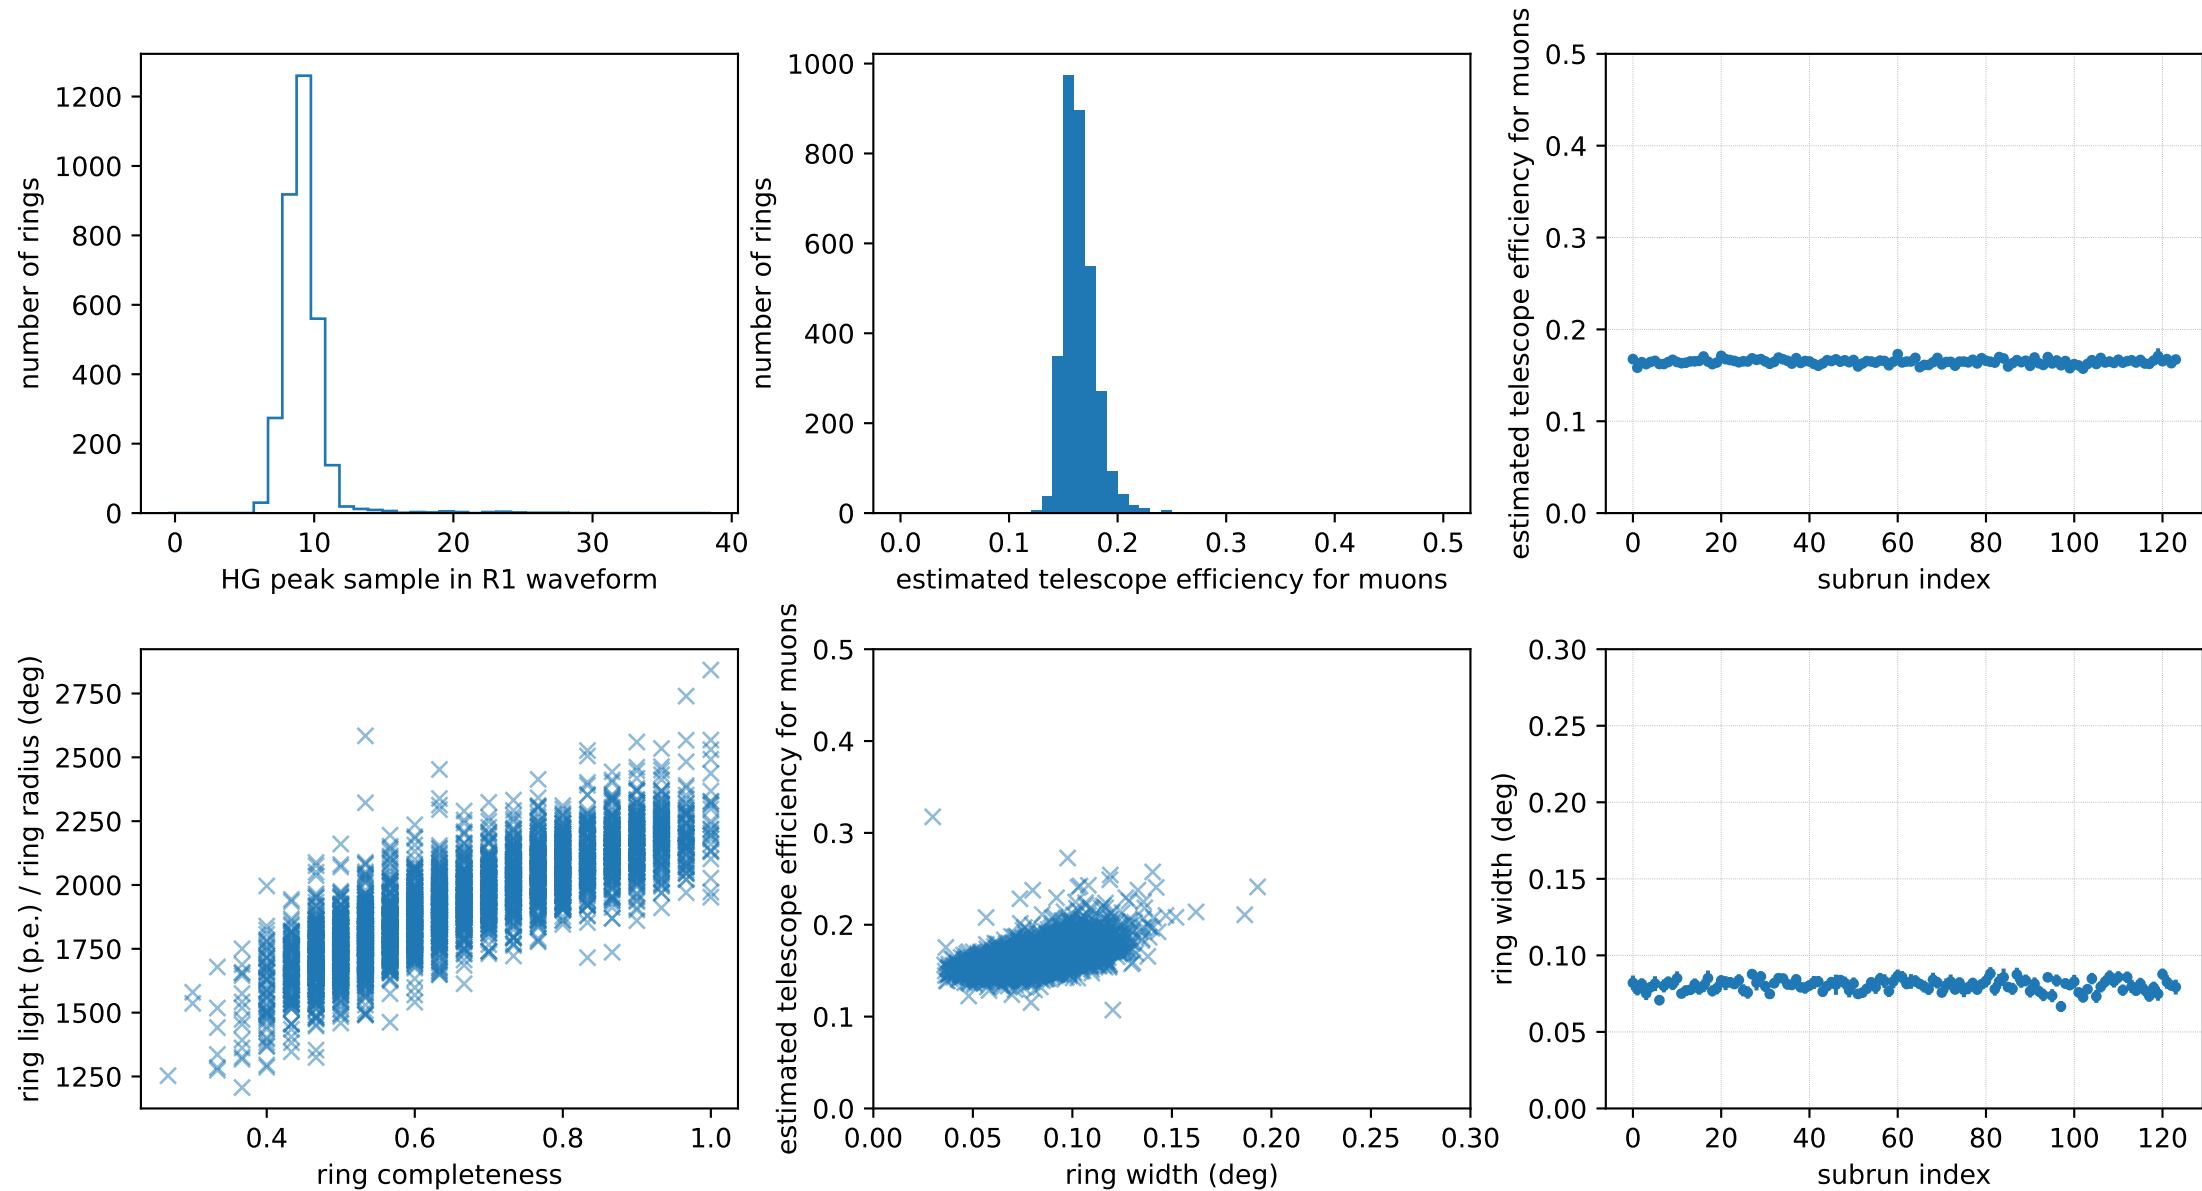 number of rings
1200
1000
800
600
400
200
0
0 10 20 30 40
HG peak sample in R1 waveform
number of rings
1000
800
600
400
200
0
0.0 0.1 0.2 0.3 0.4 0.5
estimated telescope efficiency for muons
estimated telescope efficiency for muons
0.5
0.4
0.3
0.2
0.1
0.0
0 20 40 60 80 100 120
subrun index
ring light (p.e.) / ring radius (deg)
2750
2500
2250
2000
1750
1500
1250
0.4 0.6 0.8 1.0
ring completeness
estimated telescope efficiency for muons
0.5
0.4
0.3
0.2
0.1
0.0
0.00 0.05 0.10 0.15 0.20 0.25 0.30
ring width (deg)
ring width (deg)
0.30
0.25
0.20
0.15
0.10
0.05
0.00
0 20 40 60 80 100 120
subrun index